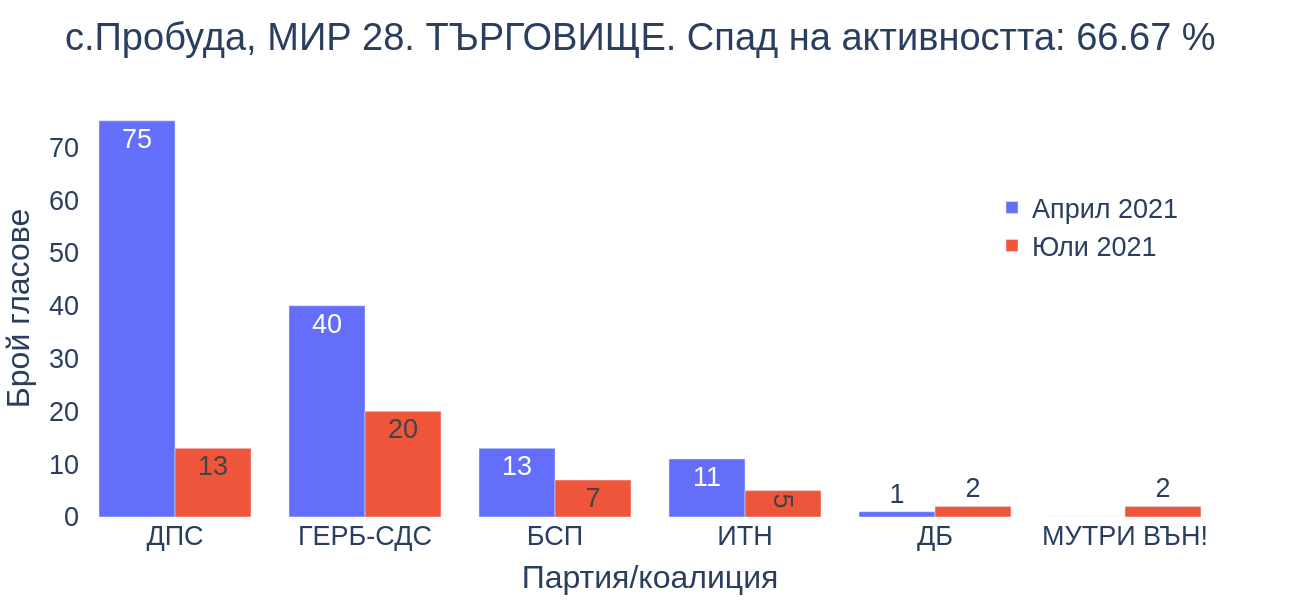 с.Пробуда, МИР 28. ТЪРГОВИЩЕ. Спад на активността: 66.67 %
Брой гласове
70
60
50
40
30
20
10
0
75
13
40
20
13
7
11
5
1
2
2
Април 2021
Юли 2021
ДПС
ГЕРБ-СДС
БСП
ИТН
ДБ
МУТРИ ВЪН!
Партия/коалиция